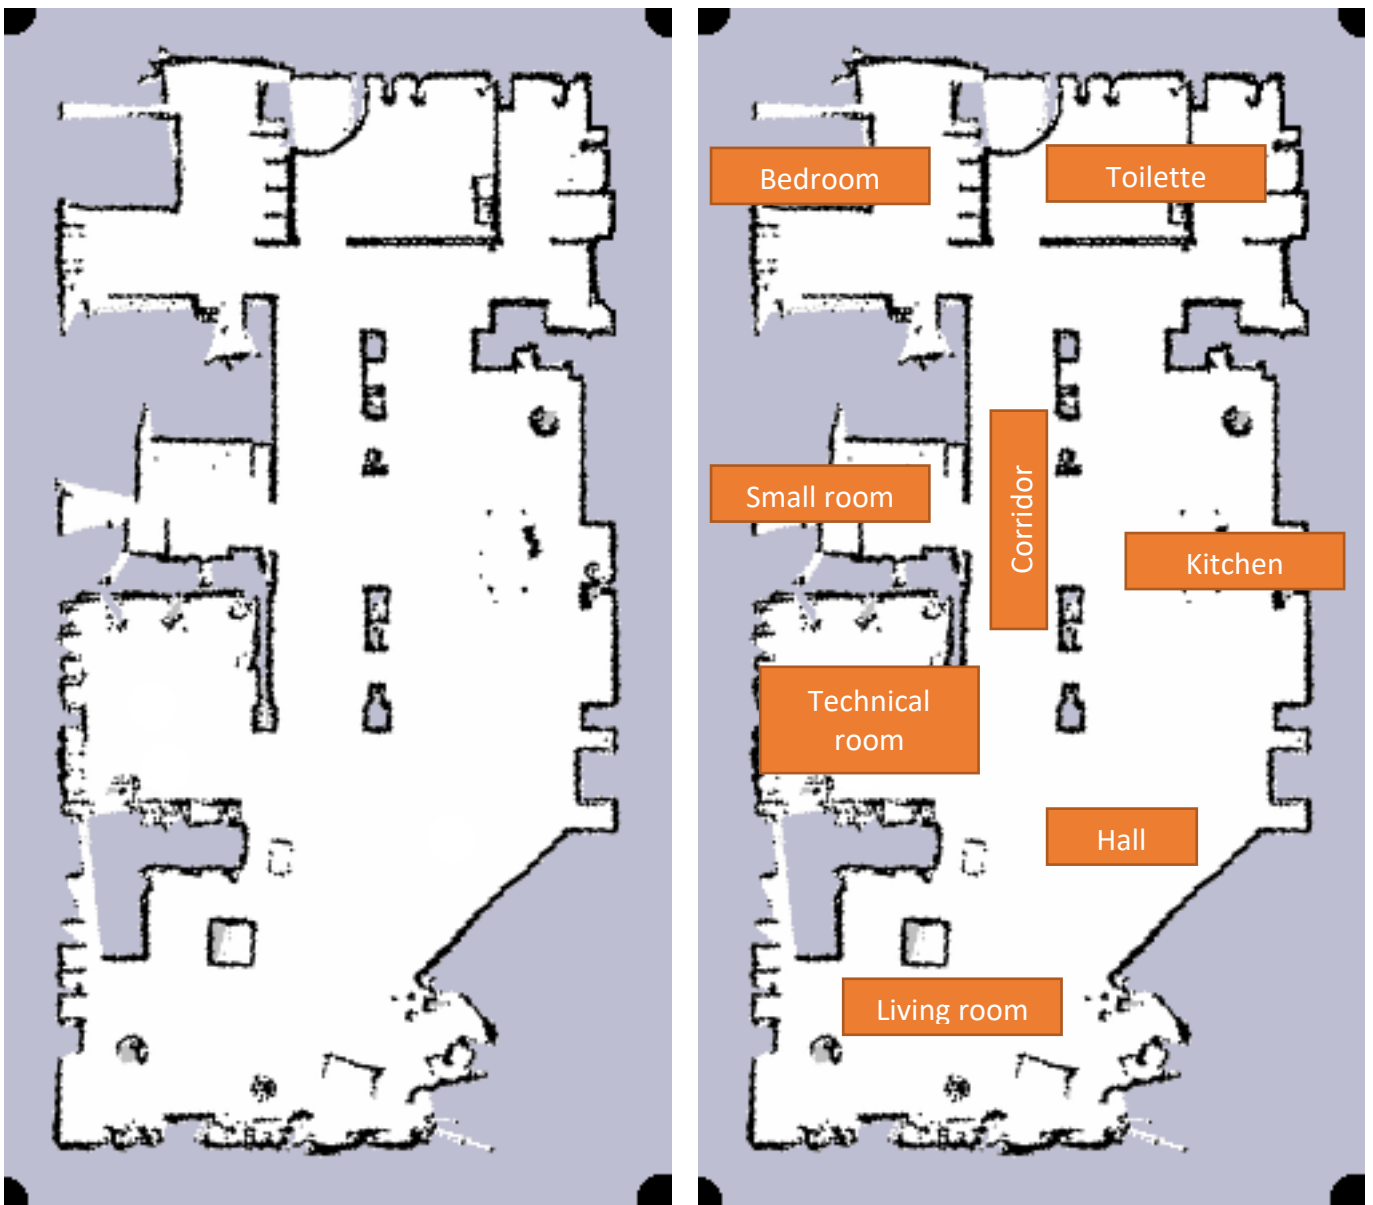 Bedroom
Toilette
Small room
Corridor
Kitchen
Technical
room
Hall
Living room